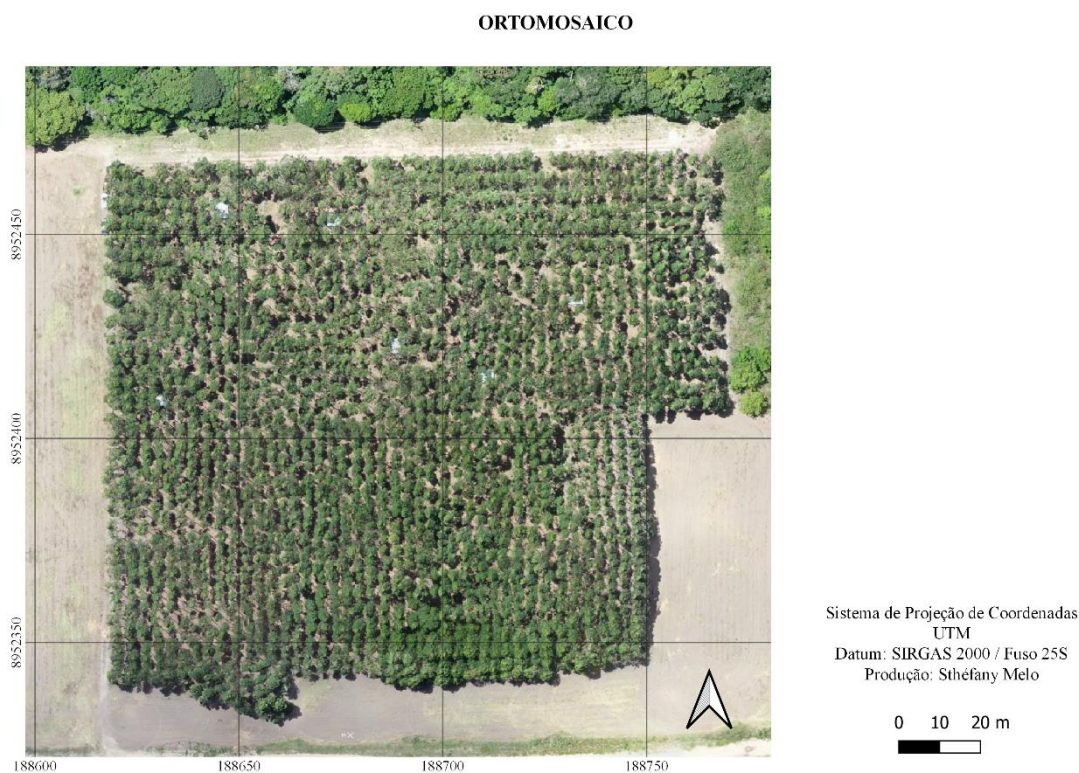 ORTOMOSAICO
8952450
8952400
8952350
188600 188650 188700 188750
Sistema de Projeção de Coordenadas
UTM
Datum: SIRGAS 2000 / Fuso 25S
Produção: Sthéfany Melo
0 10 20 m